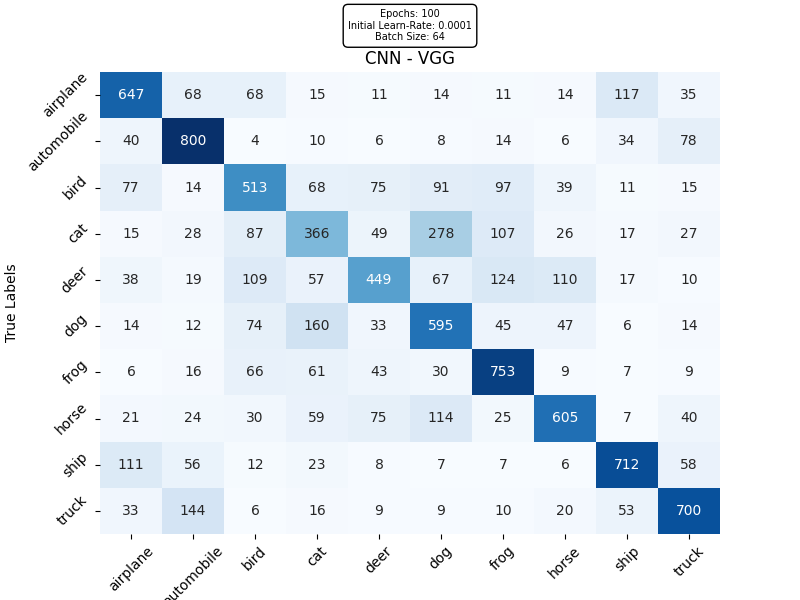 Epochs: 100
Initial Learn-Rate: 0.0001
Batch Size: 64
CNN - VGG
True Labels
airplane 647 68 68 15 11 14 11 14 117 35
automobile 40 800 4 10 6 8 14 6 34 78
bird 77 14 513 68 75 91 97 39 11 15
cat 15 28 87 366 49 278 107 26 17 27
deer 38 19 109 57 449 67 124 110 17 10
dog 14 12 74 160 33 595 45 47 6 14
frog 6 16 66 61 43 30 753 9 7 9
horse 21 24 30 59 75 114 25 605 7 40
ship 111 56 12 23 8 7 7 6 712 58
truck 33 144 6 16 9 9 10 20 53 700
airplane automobile bird cat deer dog frog horse ship truck